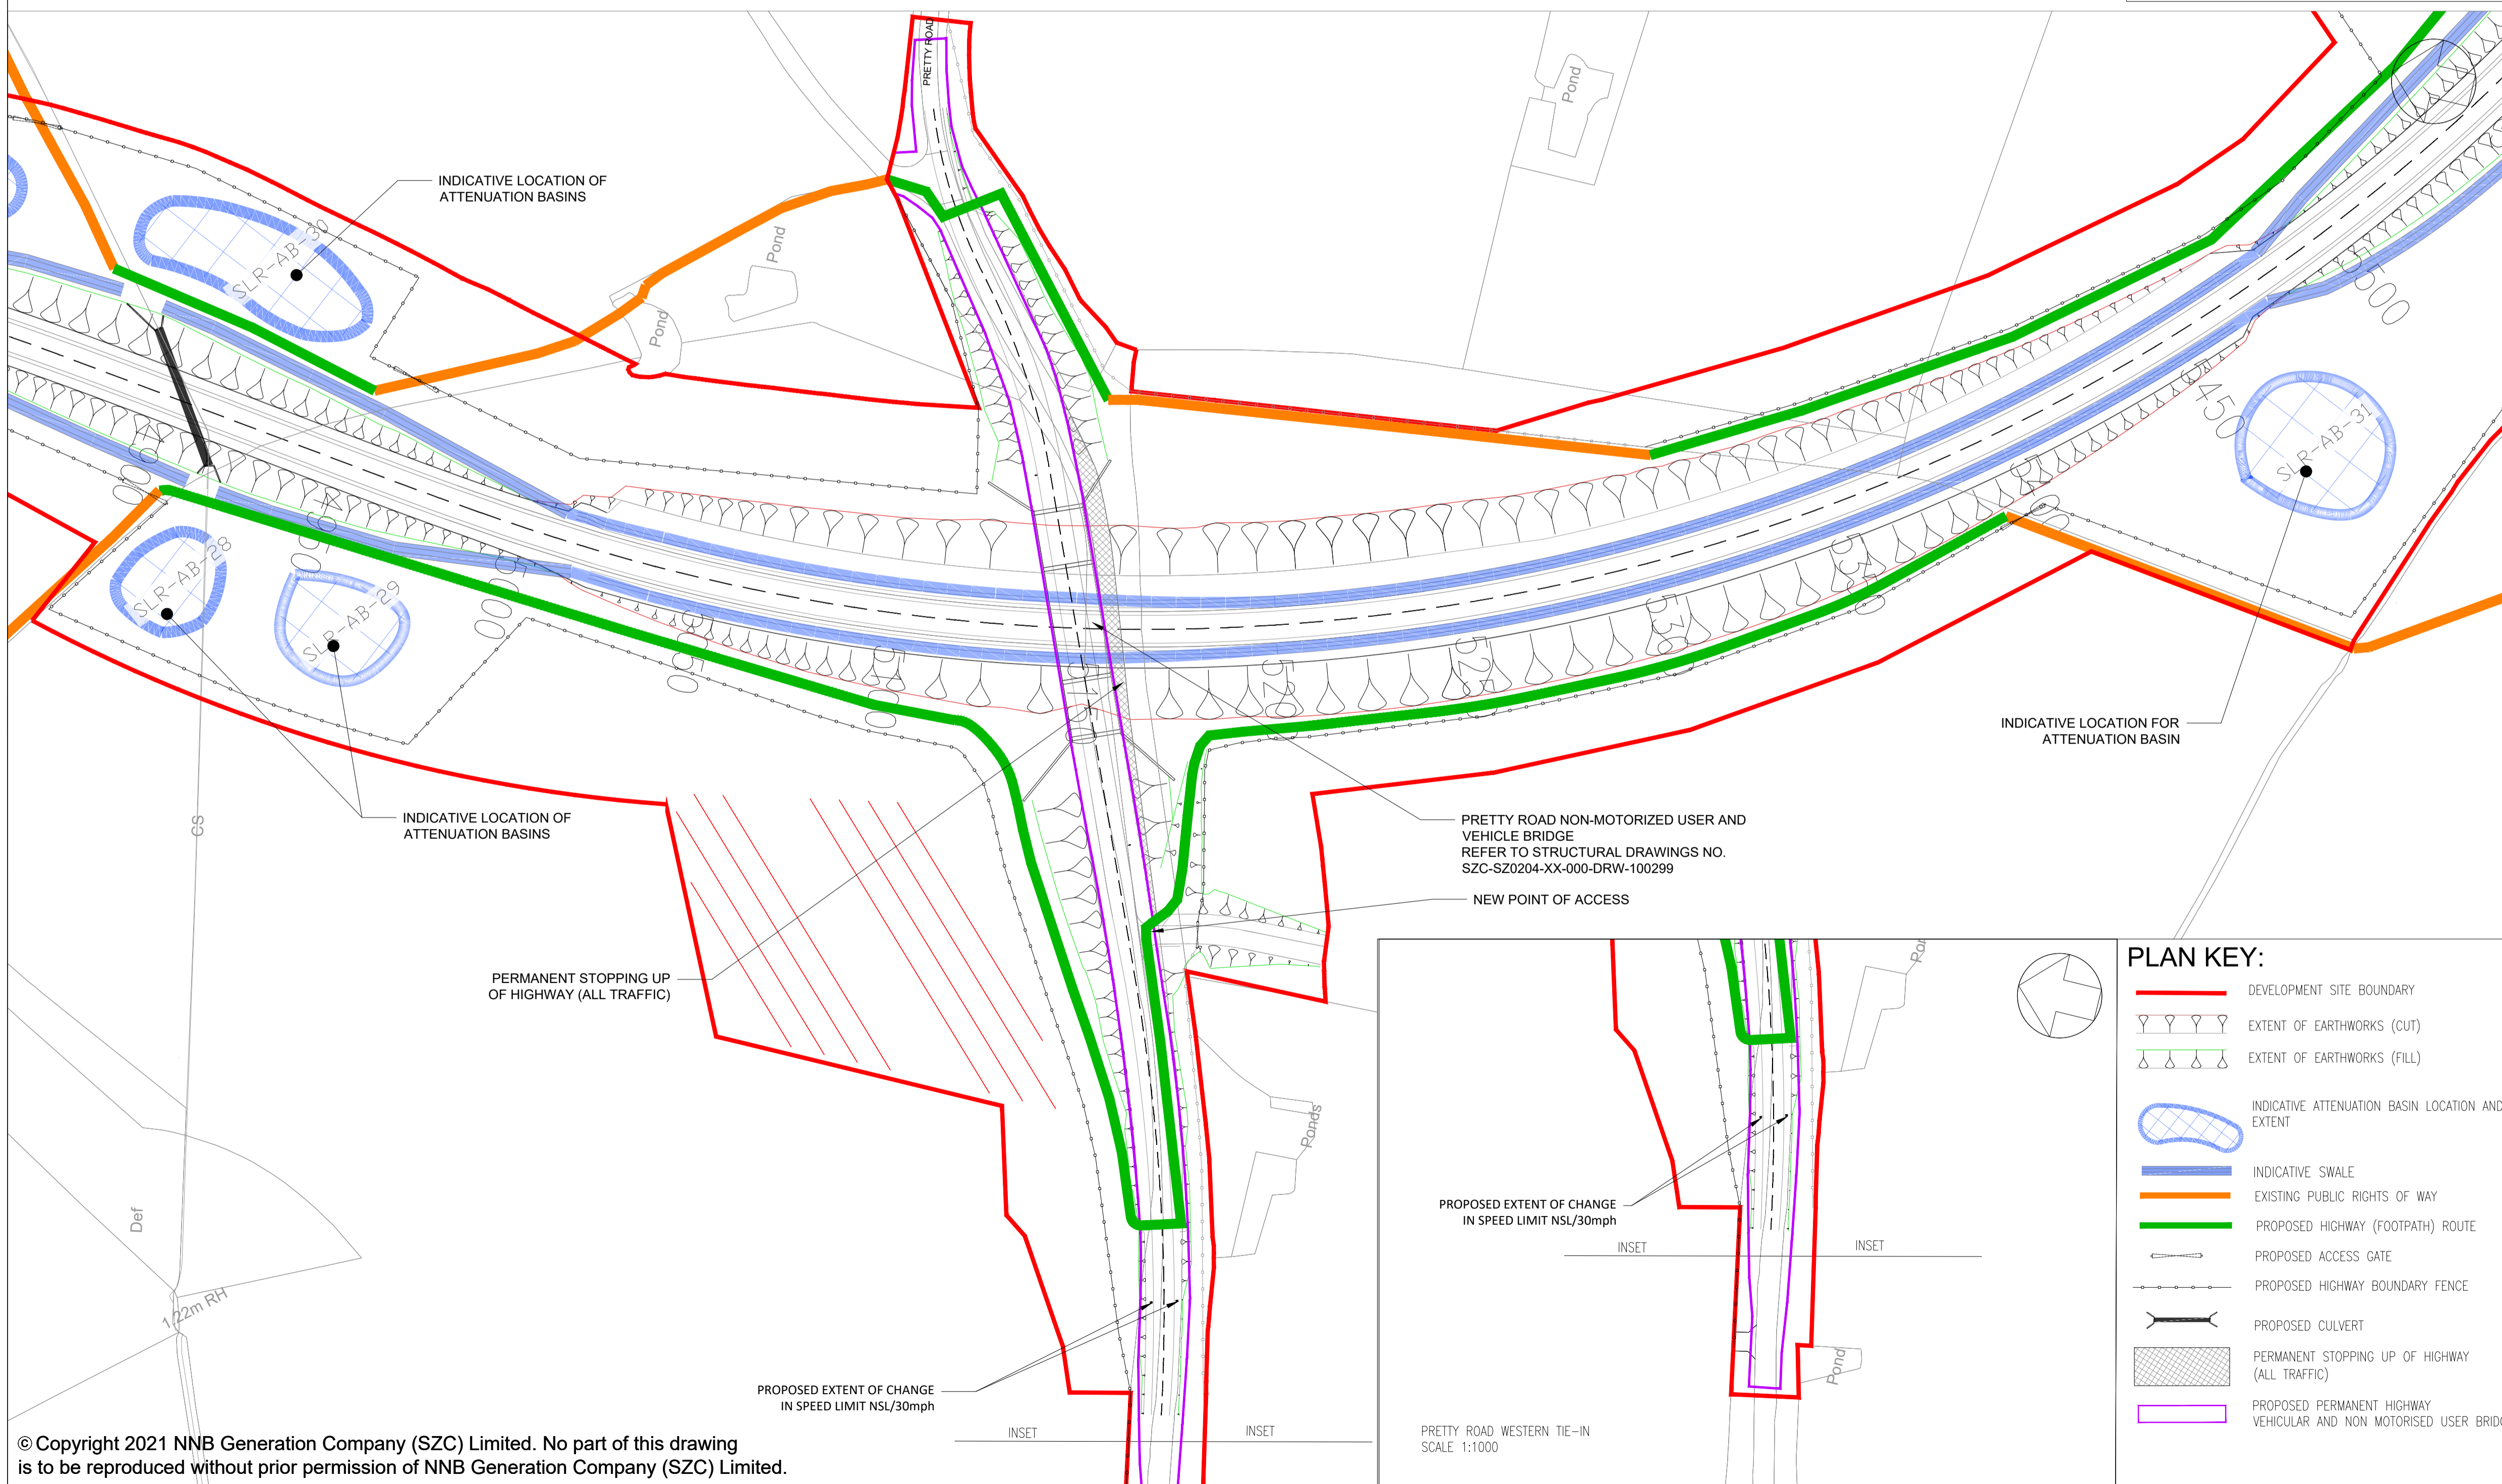 PRETTY ROAD
Pond
INDICATIVE LOCATION OF
ATTENUATION BASINS
SLR-AB-30
Pond
Pond
5500
5450
SLR-AB-31
SLR-AB-28
SLR-AB-29
INDICATIVE LOCATION FOR
ATTENUATION BASIN
CS
INDICATIVE LOCATION OF
ATTENUATION BASINS
PRETTY ROAD NON-MOTORIZED USER AND
VEHICLE BRIDGE
REFER TO STRUCTURAL DRAWINGS NO.
SZC-SZ0204-XX-000-DRW-100299
NEW POINT OF ACCESS
PERMANENT STOPPING UP
OF HIGHWAY (ALL TRAFFIC)
Ponds
Def
1.22m RH
PROPOSED EXTENT OF CHANGE
IN SPEED LIMIT NSL/30mph
INSET
INSET
PROPOSED EXTENT OF CHANGE
IN SPEED LIMIT NSL/30mph
INSET
INSET
Pond
PRETTY ROAD WESTERN TIE-IN
SCALE 1:1000
PLAN KEY:
DEVELOPMENT SITE BOUNDARY
EXTENT OF EARTHWORKS (CUT)
EXTENT OF EARTHWORKS (FILL)
INDICATIVE ATTENUATION BASIN LOCATION AND
EXTENT
INDICATIVE SWALE
EXISTING PUBLIC RIGHTS OF WAY
PROPOSED HIGHWAY (FOOTPATH) ROUTE
PROPOSED ACCESS GATE
PROPOSED HIGHWAY BOUNDARY FENCE
PROPOSED CULVERT
PERMANENT STOPPING UP OF HIGHWAY
(ALL TRAFFIC)
PROPOSED PERMANENT HIGHWAY
VEHICULAR AND NON MOTORISED USER
© Copyright 2021 NNB Generation Company (SZC) Limited. No part of this drawing
is to be reproduced without prior permission of NNB Generation Company (SZC) Limited.